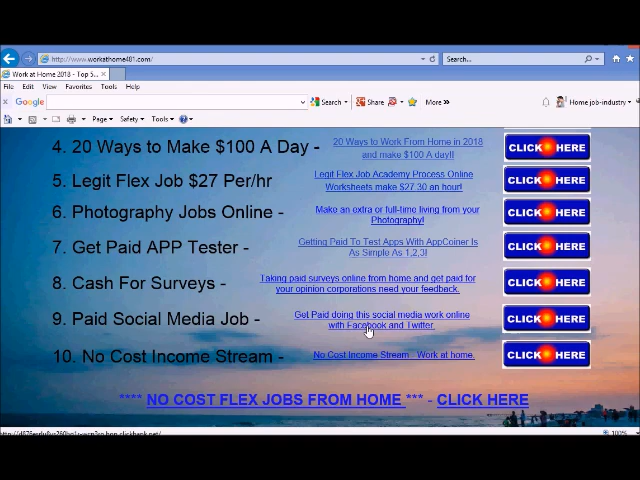 http://www.workathome481.com/
Search...
Work at Home 2018 - Top 5...
File Edit View Favorites Tools Help
Google Search Share More »
Home job-industry
Page Safety Tools
4. 20 Ways to Make $100 A Day -
20 Ways to Work From Home in 2018
and make $100 A day!!
CLICK HERE
5. Legit Flex Job $27 Per/hr
Legit Flex Job Academy Process Online
Worksheets make $27.30 an hour!
CLICK HERE
6. Photography Jobs Online -
Make an extra or full-time living from your
Photography!
CLICK HERE
7. Get Paid APP Tester -
Getting Paid To Test Apps With AppCoiner Is
As Simple As 1,2,3!
CLICK HERE
8. Cash For Surveys -
Taking paid surveys online from home and get paid for
your opinion corporations need your feedback.
CLICK HERE
9. Paid Social Media Job -
Get Paid doing this social media work online
with Facebook and Twitter.
CLICK HERE
10. No Cost Income Stream -
No Cost Income Stream - Work at home.
CLICK HERE
**** NO COST FLEX JOBS FROM HOME *** - CLICK HERE
100%